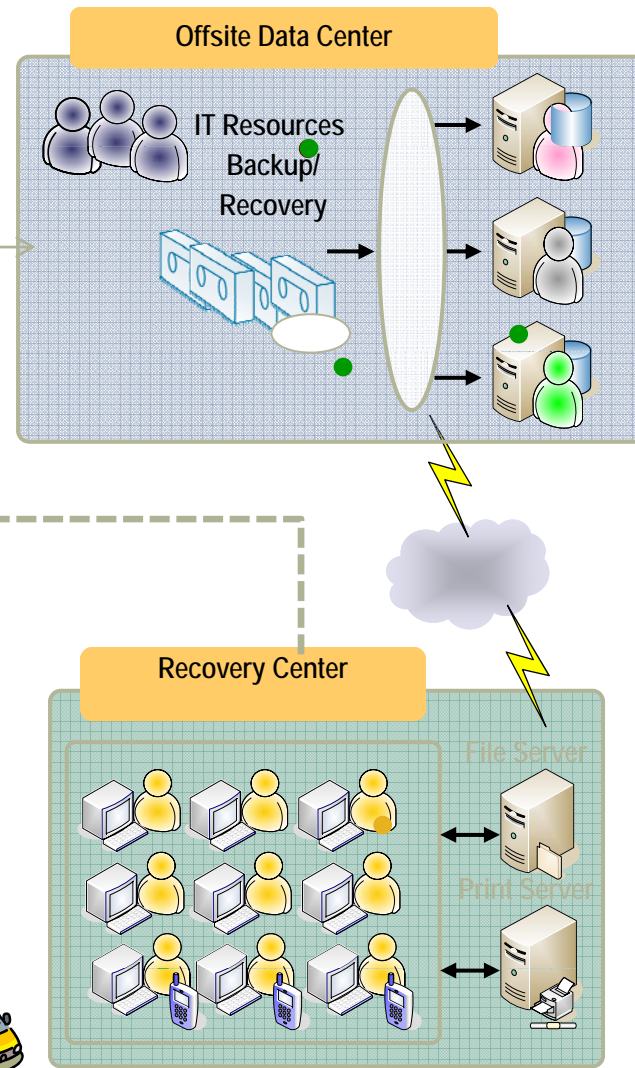 Offsite Data Center
IT Resources
Backup/
Recovery
Recovery Center
File Server
Print Server